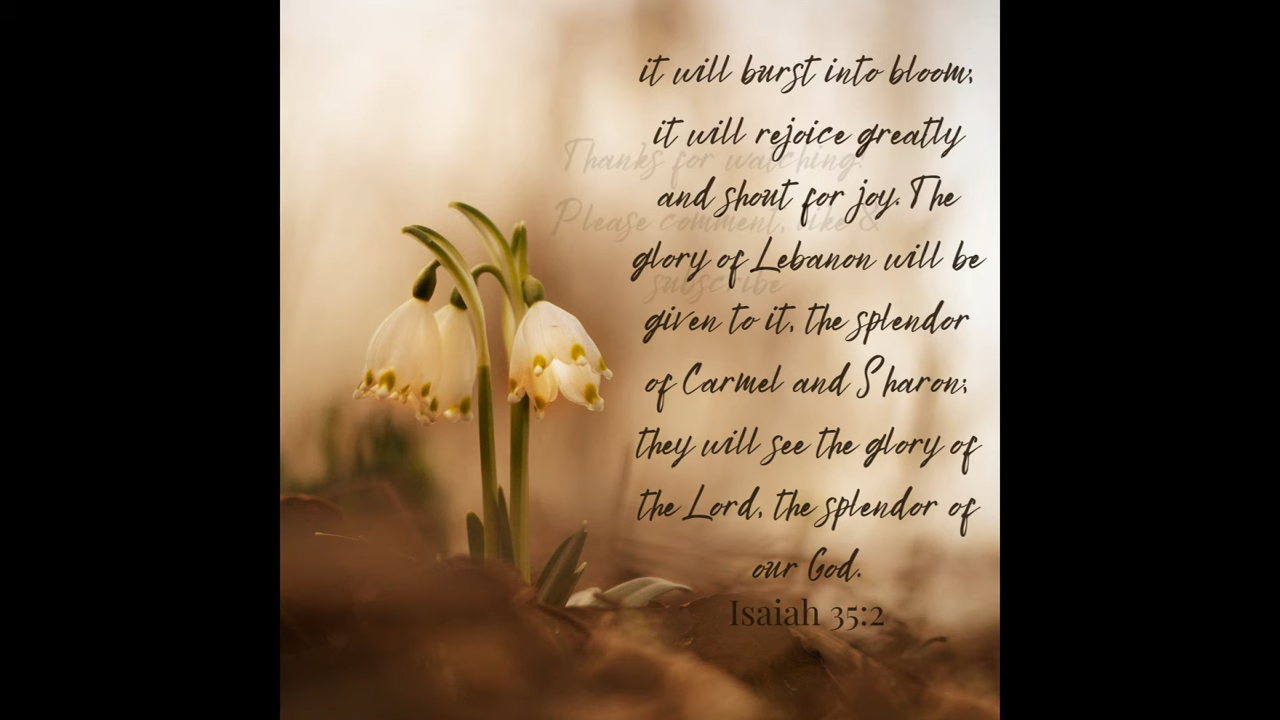 it will burst into bloom;
it will rejoice greatly
and shout for joy. The
glory of Lebanon will be
given to it, the splendor
of Carmel and Sharon;
they will see the glory of
the Lord, the splendor of
our God.
Isaiah 35:2
Thanks for watching!
Please comment, like &
subscribe